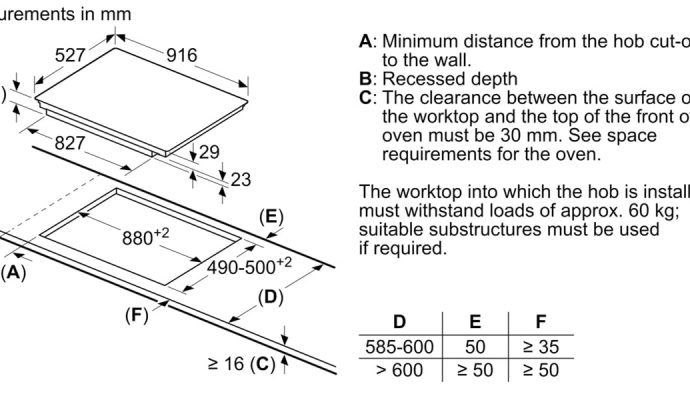 urements in mm
527
916
)
827
29
23
(E)
880+2
490-500+2
(A)
(D)
(F)
≥ 16 (C)
A: Minimum distance from the hob cut-o
to the wall.
B: Recessed depth
C: The clearance between the surface o
the worktop and the top of the front o
oven must be 30 mm. See space
requirements for the oven.
The worktop into which the hob is install
must withstand loads of approx. 60 kg;
suitable substructures must be used
if required.
D E F
585-600 50 ≥ 35
> 600 ≥ 50 ≥ 50